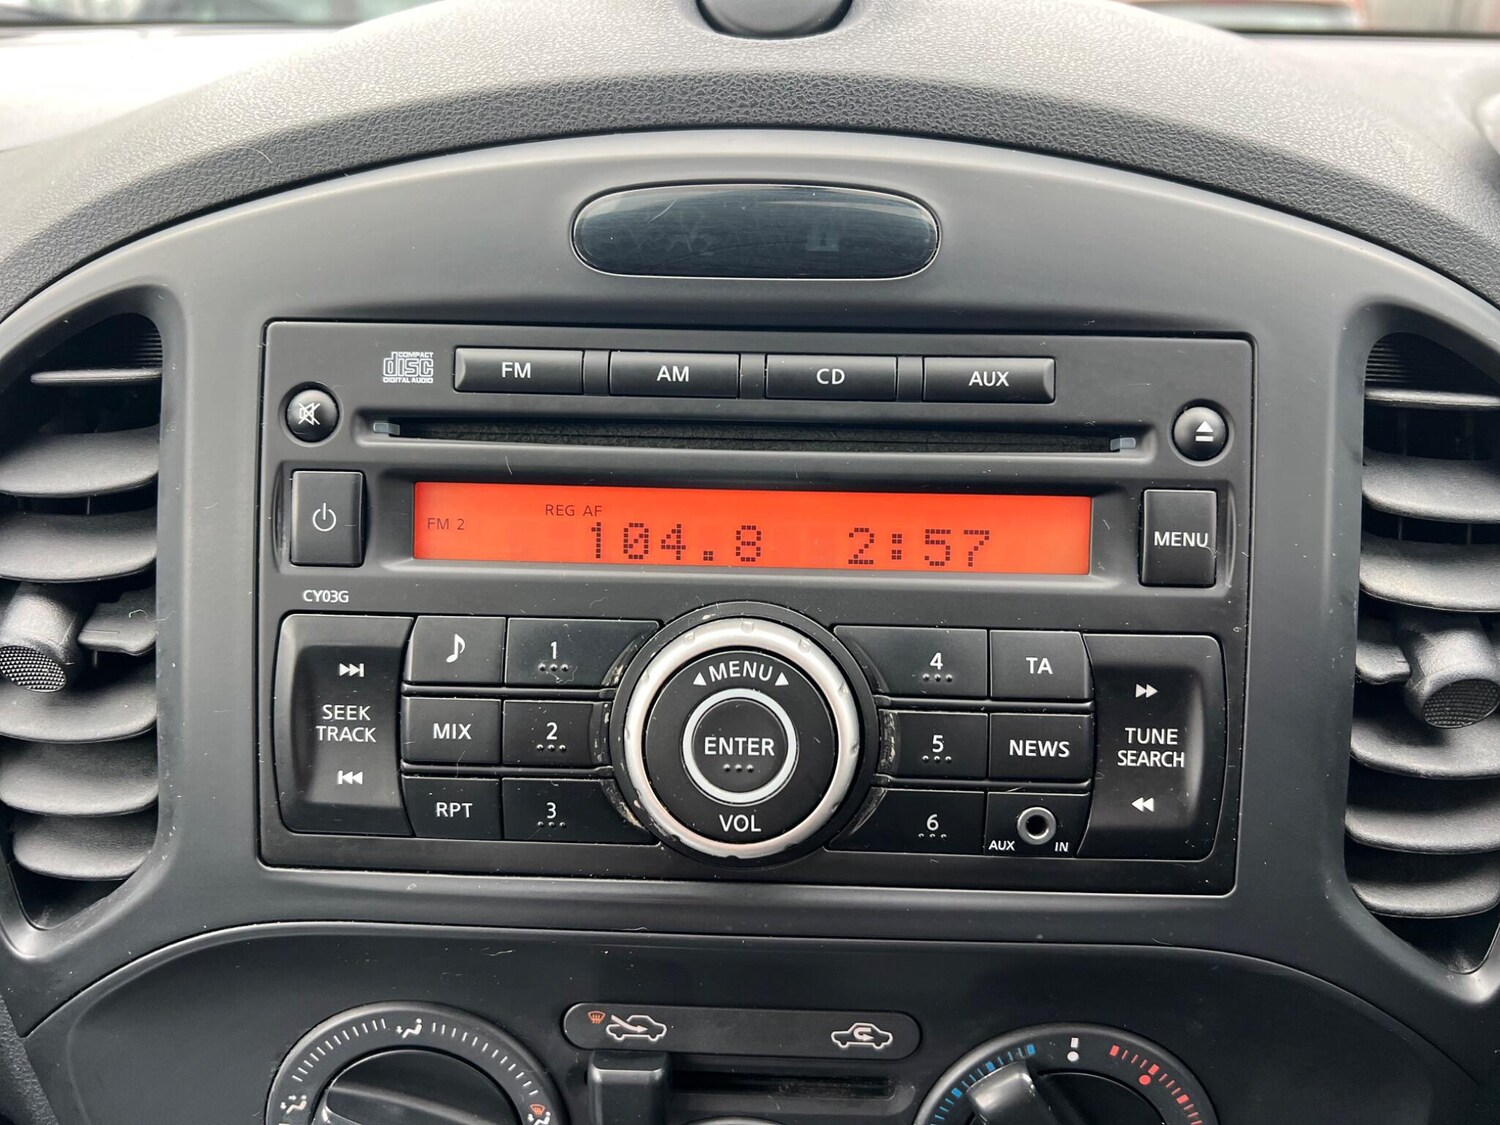 COMPACT
disc
DIGITAL AUDIO
FM
AM
CD
AUX
FM 2
REG AF
104.8
2:57
MENU
CY03G
SEEK
TRACK
MIX
RPT
1
2
3
MENU
ENTER
VOL
4
5
6
TA
NEWS
AUX IN
TUNE
SEARCH